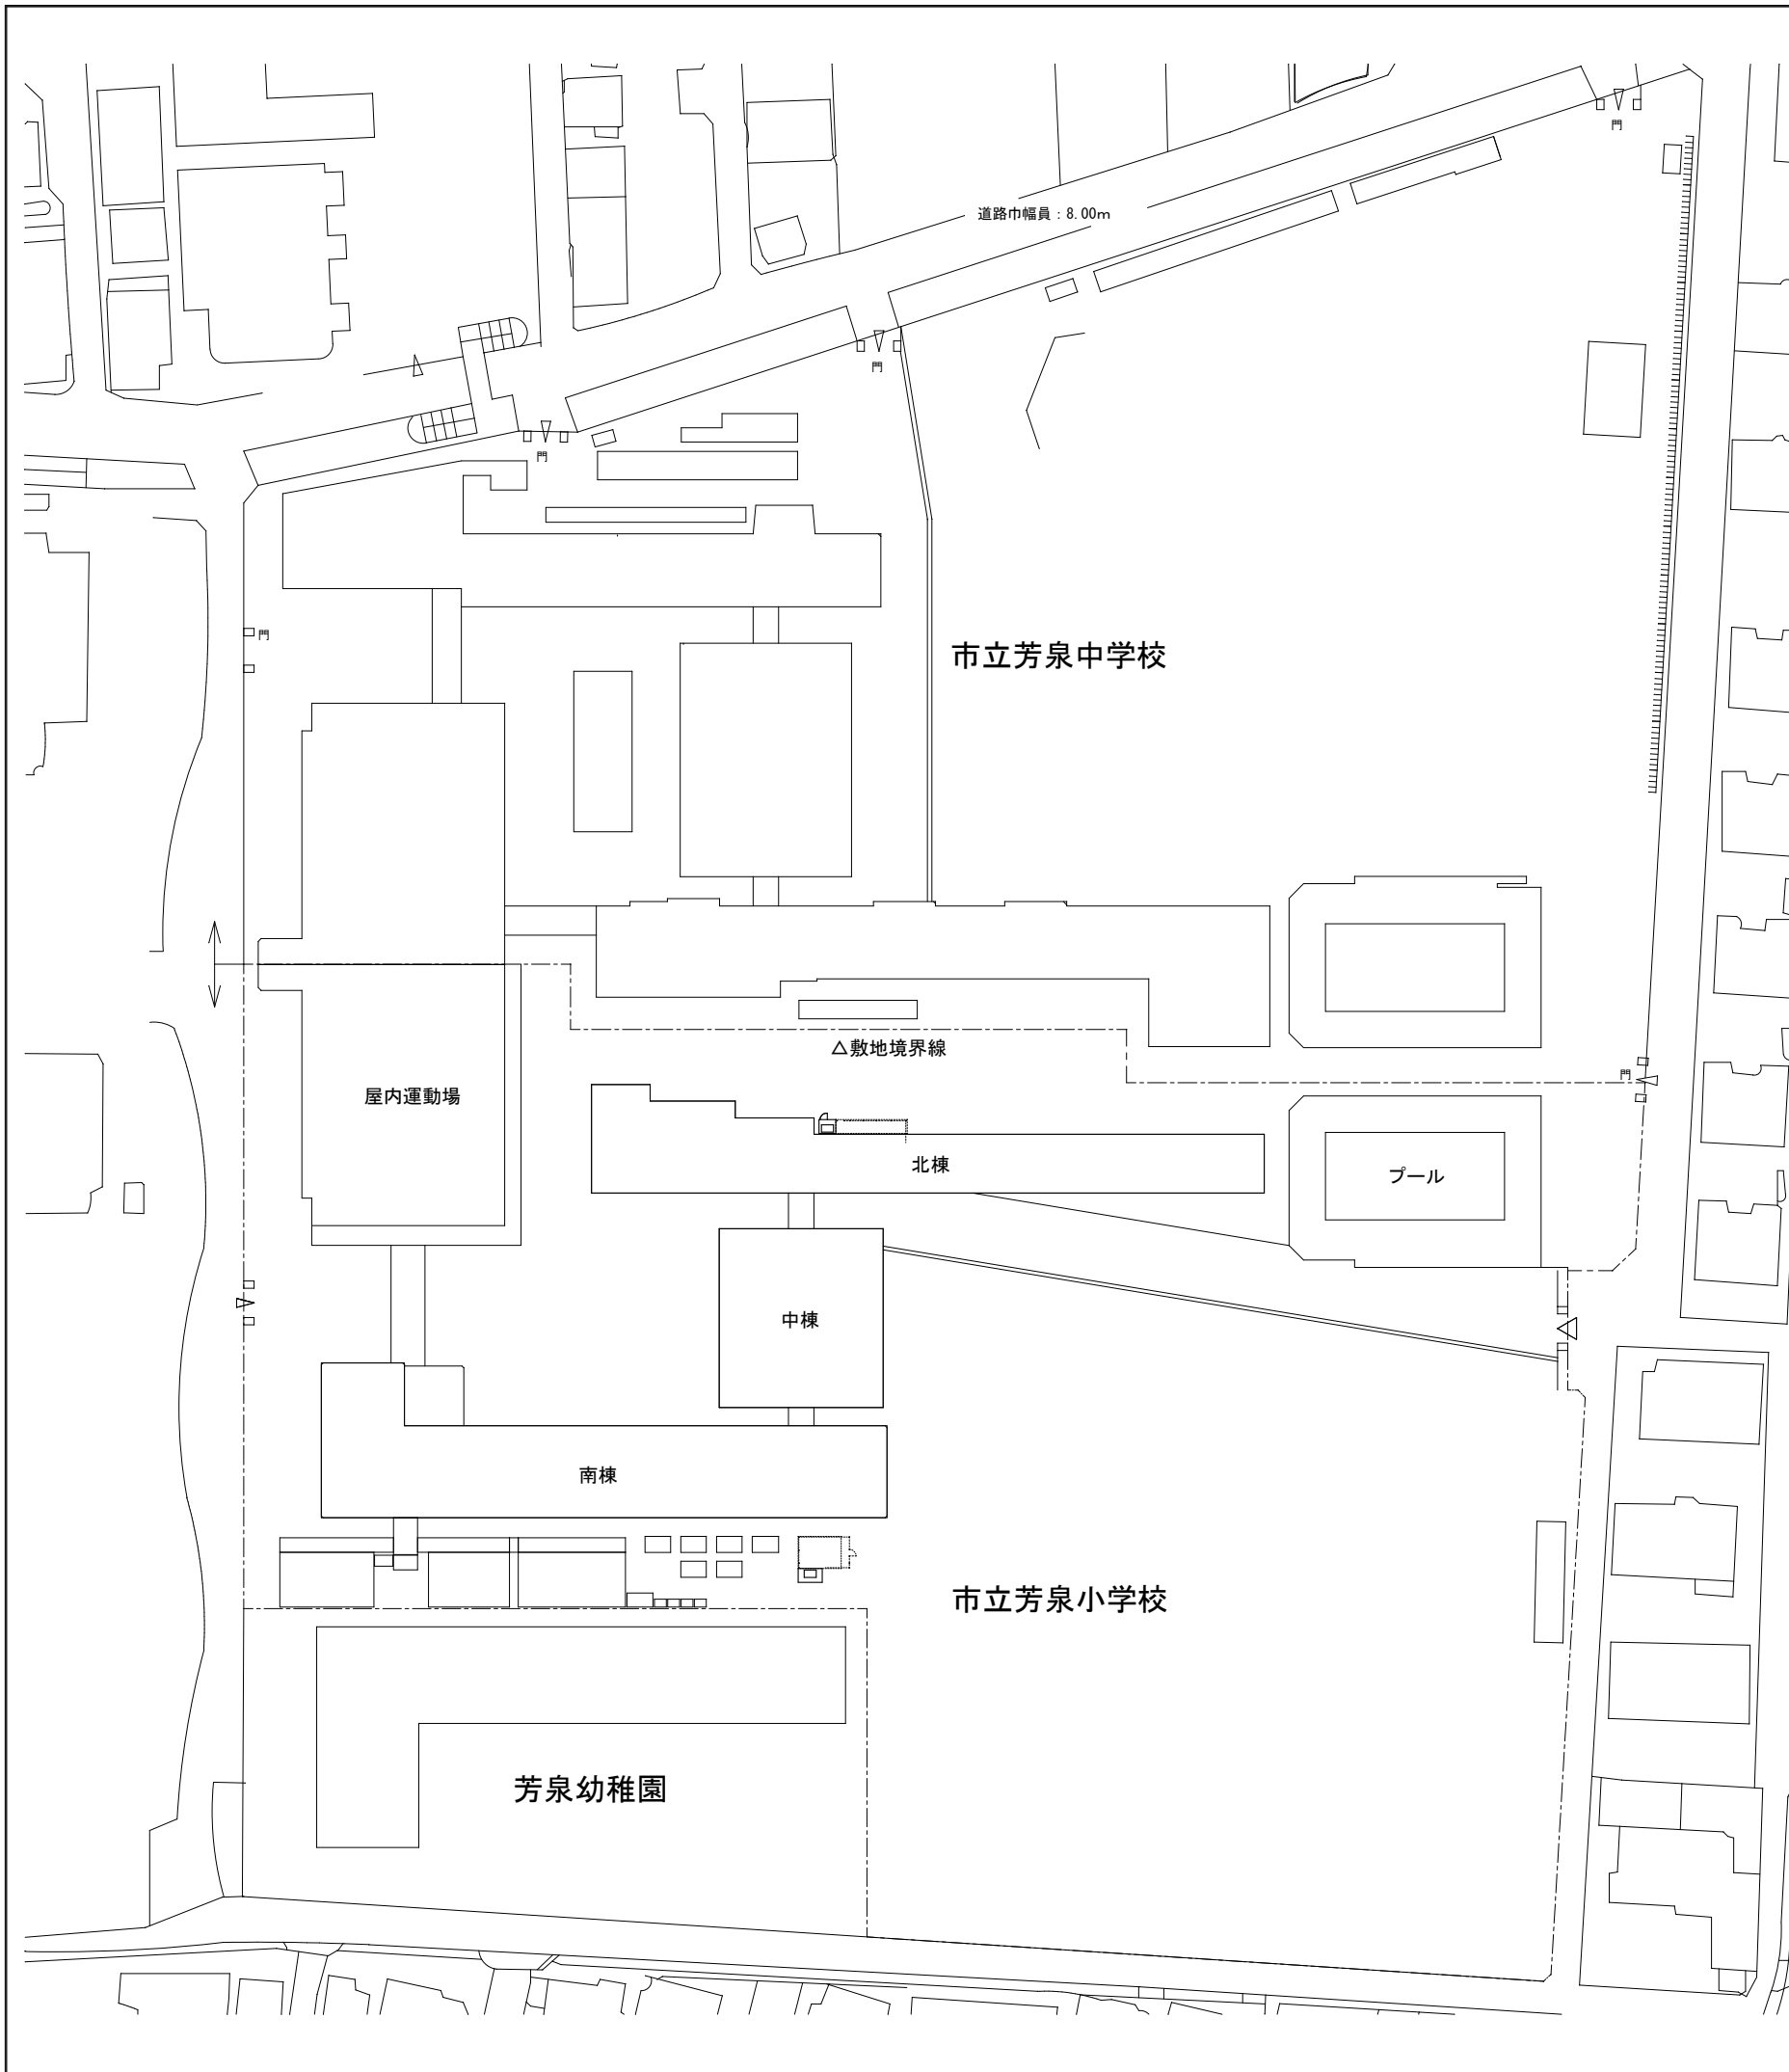 道路巾幅員：8.00m
門
門
門
門
市立芳泉中学校
△敷地境界線
門
屋内運動場
北棟
プール
中棟
南棟
市立芳泉小学校
芳泉幼稚園